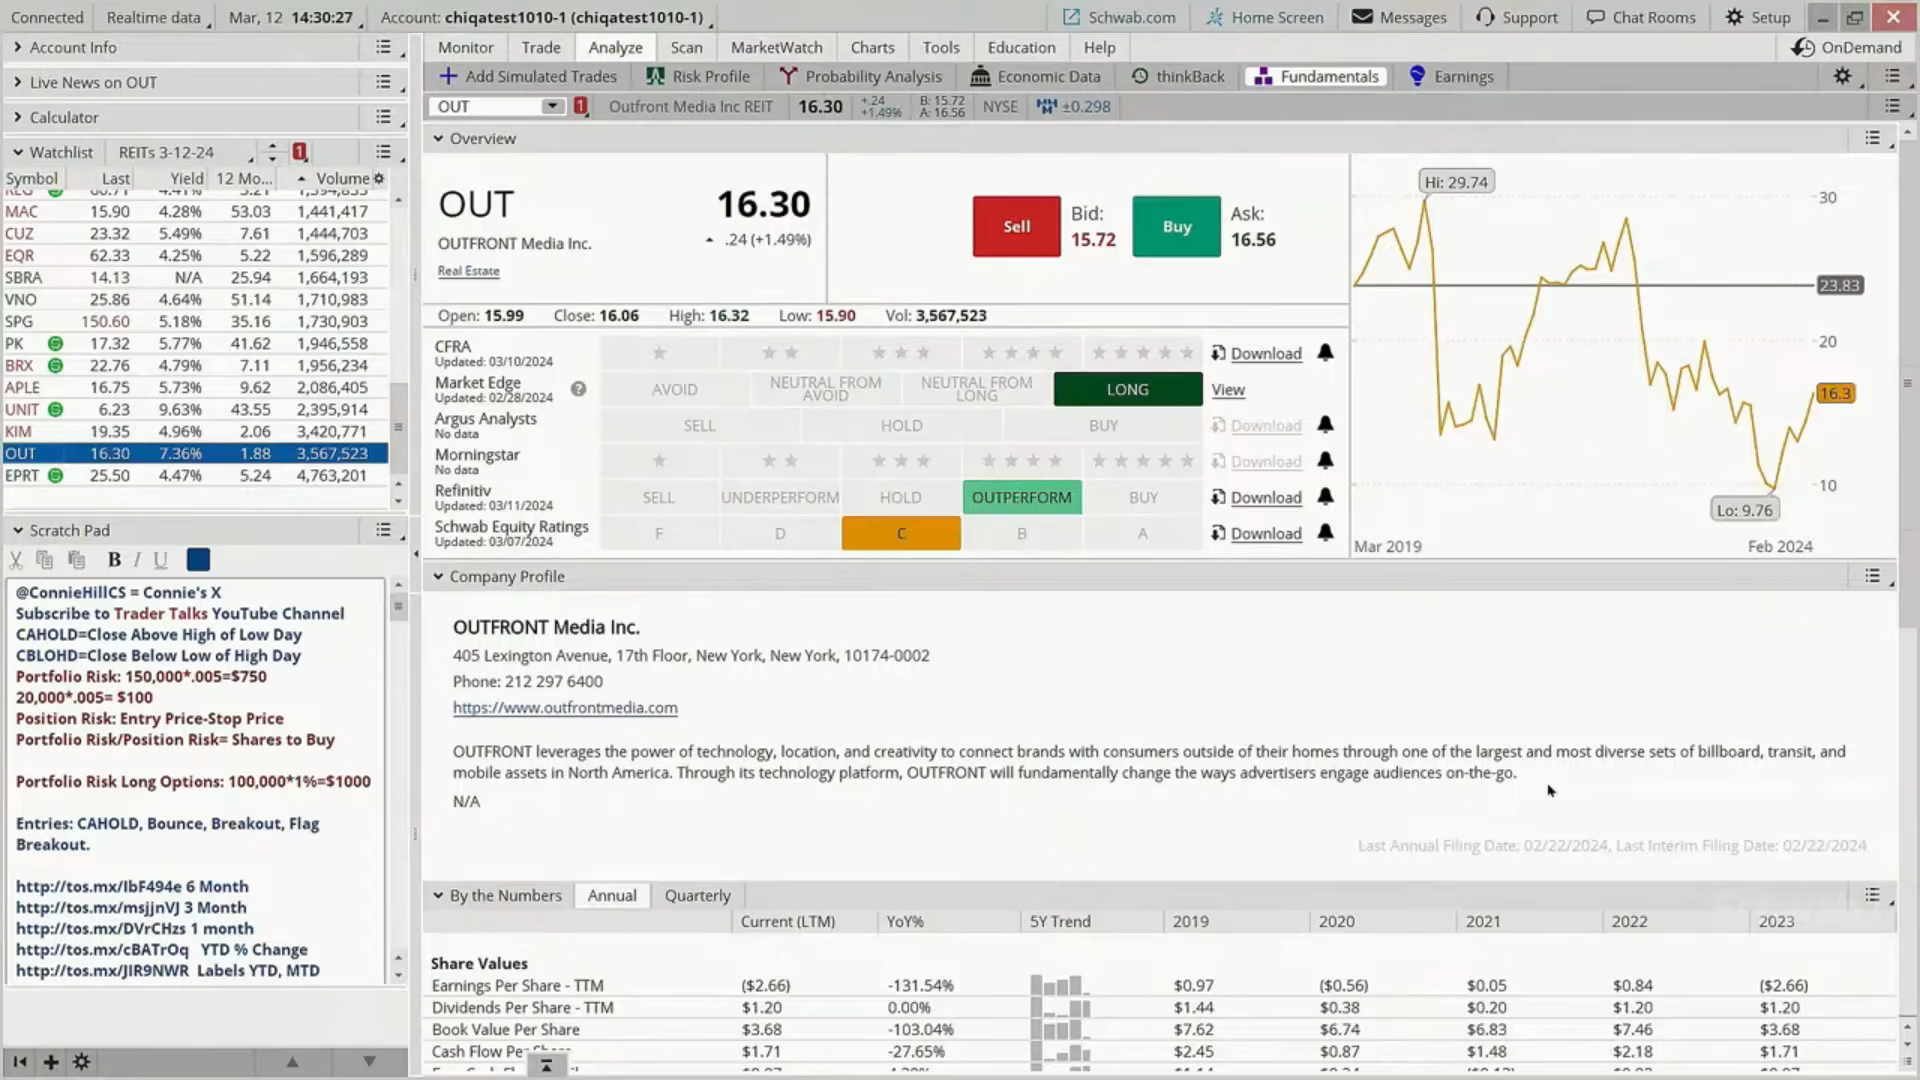 Connected Realtime data Mar, 12 14:30:27 Account: chiqatest1010-1 (chiqatest1010-1) Schwab.com Home Screen Messages Support Chat Rooms Setup
Account Info
Live News on OUT
Calculator
Watchlist REITs 3-12-24 1
Symbol Last Yield 12 Mo... Volume
MAC 15.90 4.28% 53.03 1,441,417
CUZ 23.32 5.49% 7.61 1,444,703
EQR 62.33 4.25% 5.22 1,596,289
SBRA 14.13 N/A 25.94 1,664,193
VNO 25.86 4.64% 51.14 1,710,983
SPG 150.60 5.18% 35.16 1,730,903
PK 17.32 5.77% 41.62 1,946,558
BRX 22.76 4.79% 7.11 1,956,234
APLE 16.75 5.73% 9.62 2,086,405
UNIT 6.23 9.63% 43.55 2,395,914
KIM 19.35 4.96% 2.06 3,420,771
OUT 16.30 7.36% 1.88 3,567,523
EPRT 25.50 4.47% 5.24 4,763,201
Scratch Pad
B I U
@ConnieHillCS = Connie's X
Subscribe to Trader Talks YouTube Channel
CAHOLD=Close Above High of Low Day
CBLOHD=Close Below Low of High Day
Portfolio Risk: 150,000*.005=$750
20,000*.005= $100
Position Risk: Entry Price-Stop Price
Portfolio Risk/Position Risk= Shares to Buy
Portfolio Risk Long Options: 100,000*1%=$1000
Entries: CAHOLD, Bounce, Breakout, Flag
Breakout.
http://tos.mx/IbF494e 6 Month
http://tos.mx/msjjnVJ 3 Month
http://tos.mx/DVrCHzs 1 month
http://tos.mx/cBATrOq YTD % Change
http://tos.mx/JIR9NWR Labels YTD, MTD
Monitor Trade Analyze Scan MarketWatch Charts Tools Education Help OnDemand
Add Simulated Trades Risk Profile Probability Analysis Economic Data thinkBack Fundamentals Earnings
OUT 1 Outfront Media Inc REIT 16.30 +.24 +1.49% B: 15.72 A: 16.56 NYSE ±0.298
Overview
OUT 16.30
OUTFRONT Media Inc. .24 (+1.49%)
Real Estate
Sell Bid: 15.72 Buy Ask: 16.56
Open: 15.99 Close: 16.06 High: 16.32 Low: 15.90 Vol: 3,567,523
CFRA Download
Updated: 03/10/2024
Market Edge AVOID NEUTRAL FROM AVOID NEUTRAL FROM LONG LONG View
Updated: 02/28/2024
Argus Analysts SELL HOLD BUY Download
No data
Morningstar Download
No data
Refinitiv SELL UNDERPERFORM HOLD OUTPERFORM BUY Download
Updated: 03/11/2024
Schwab Equity Ratings F D C B A Download
Updated: 03/07/2024
Hi: 29.74
30
23.83
20
16.3
10
Lo: 9.76
Mar 2019 Feb 2024
Company Profile
OUTFRONT Media Inc.
405 Lexington Avenue, 17th Floor, New York, New York, 10174-0002
Phone: 212 297 6400
https://www.outfrontmedia.com
OUTFRONT leverages the power of technology, location, and creativity to connect brands with consumers outside of their homes through one of the largest and most diverse sets of billboard, transit, and
mobile assets in North America. Through its technology platform, OUTFRONT will fundamentally change the ways advertisers engage audiences on-the-go.
N/A
Last Annual Filing Date: 02/22/2024, Last Interim Filing Date: 02/22/2024
By the Numbers Annual Quarterly
Current (LTM) YoY% 5Y Trend 2019 2020 2021 2022 2023
Share Values
Earnings Per Share - TTM ($2.66) -131.54% $0.97 ($0.56) $0.05 $0.84 ($2.66)
Dividends Per Share - TTM $1.20 0.00% $1.44 $0.38 $0.20 $1.20 $1.20
Book Value Per Share $3.68 -103.04% $7.62 $6.74 $6.83 $7.46 $3.68
Cash Flow Per $1.71 -27.65% $2.45 $0.87 $1.48 $2.18 $1.71